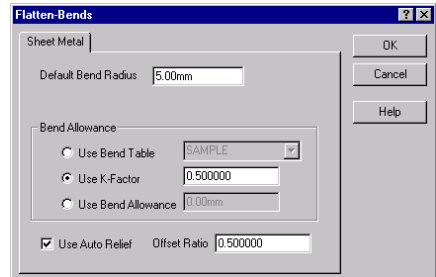 Flatten-Bends
Sheet Metal
OK
Default Bend Radius 5.00mm
Cancel
Help
Bend Allowance
Use Bend Table SAMPLE
Use K-Factor 0.500000
Use Bend Allowance 0.00mm
Use Auto Relief Offset Ratio 0.500000